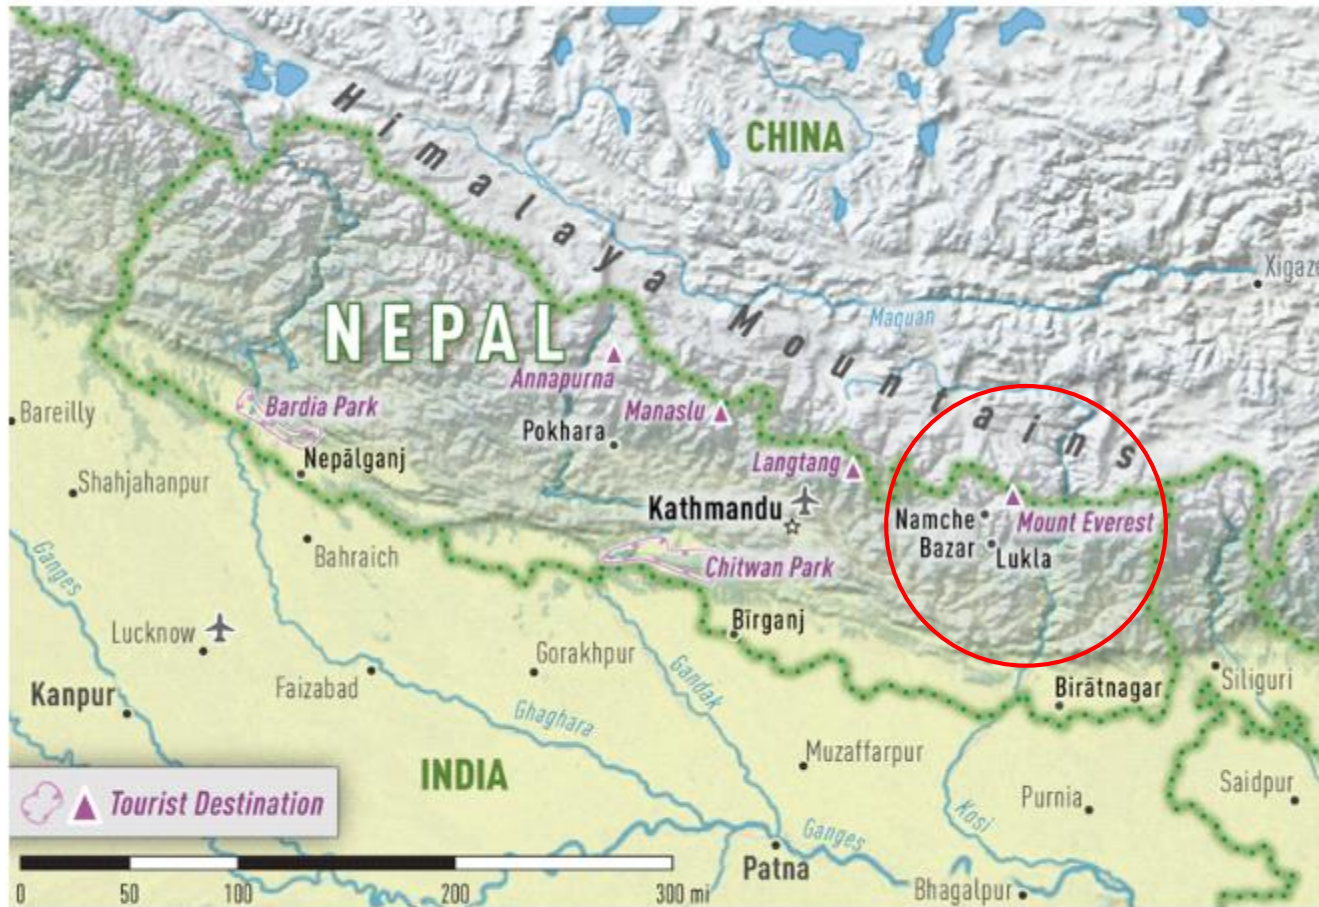 Himalaya Mountains
CHINA
Xigaze
Maquan
NEPAL
Annapurna
Bardia Park
Manaslu
Bareilly
Pokhara
Nepālganj
Langtang
Shahjahanpur
Kathmandu
Namche
Bazar
Mount Everest
Lukla
Ganges
Bahraich
Chitwan Park
Bīrganj
Lucknow
Gorakhpur
Gandak
Siliguri
Kanpur
Faizabad
Birātnagar
Ghaghara
Muzaffarpur
INDIA
Saidpur
Purnia
Kosi
Tourist Destination
Ganges
Patna
Bhagalpur
0 50 100 200 300 mi